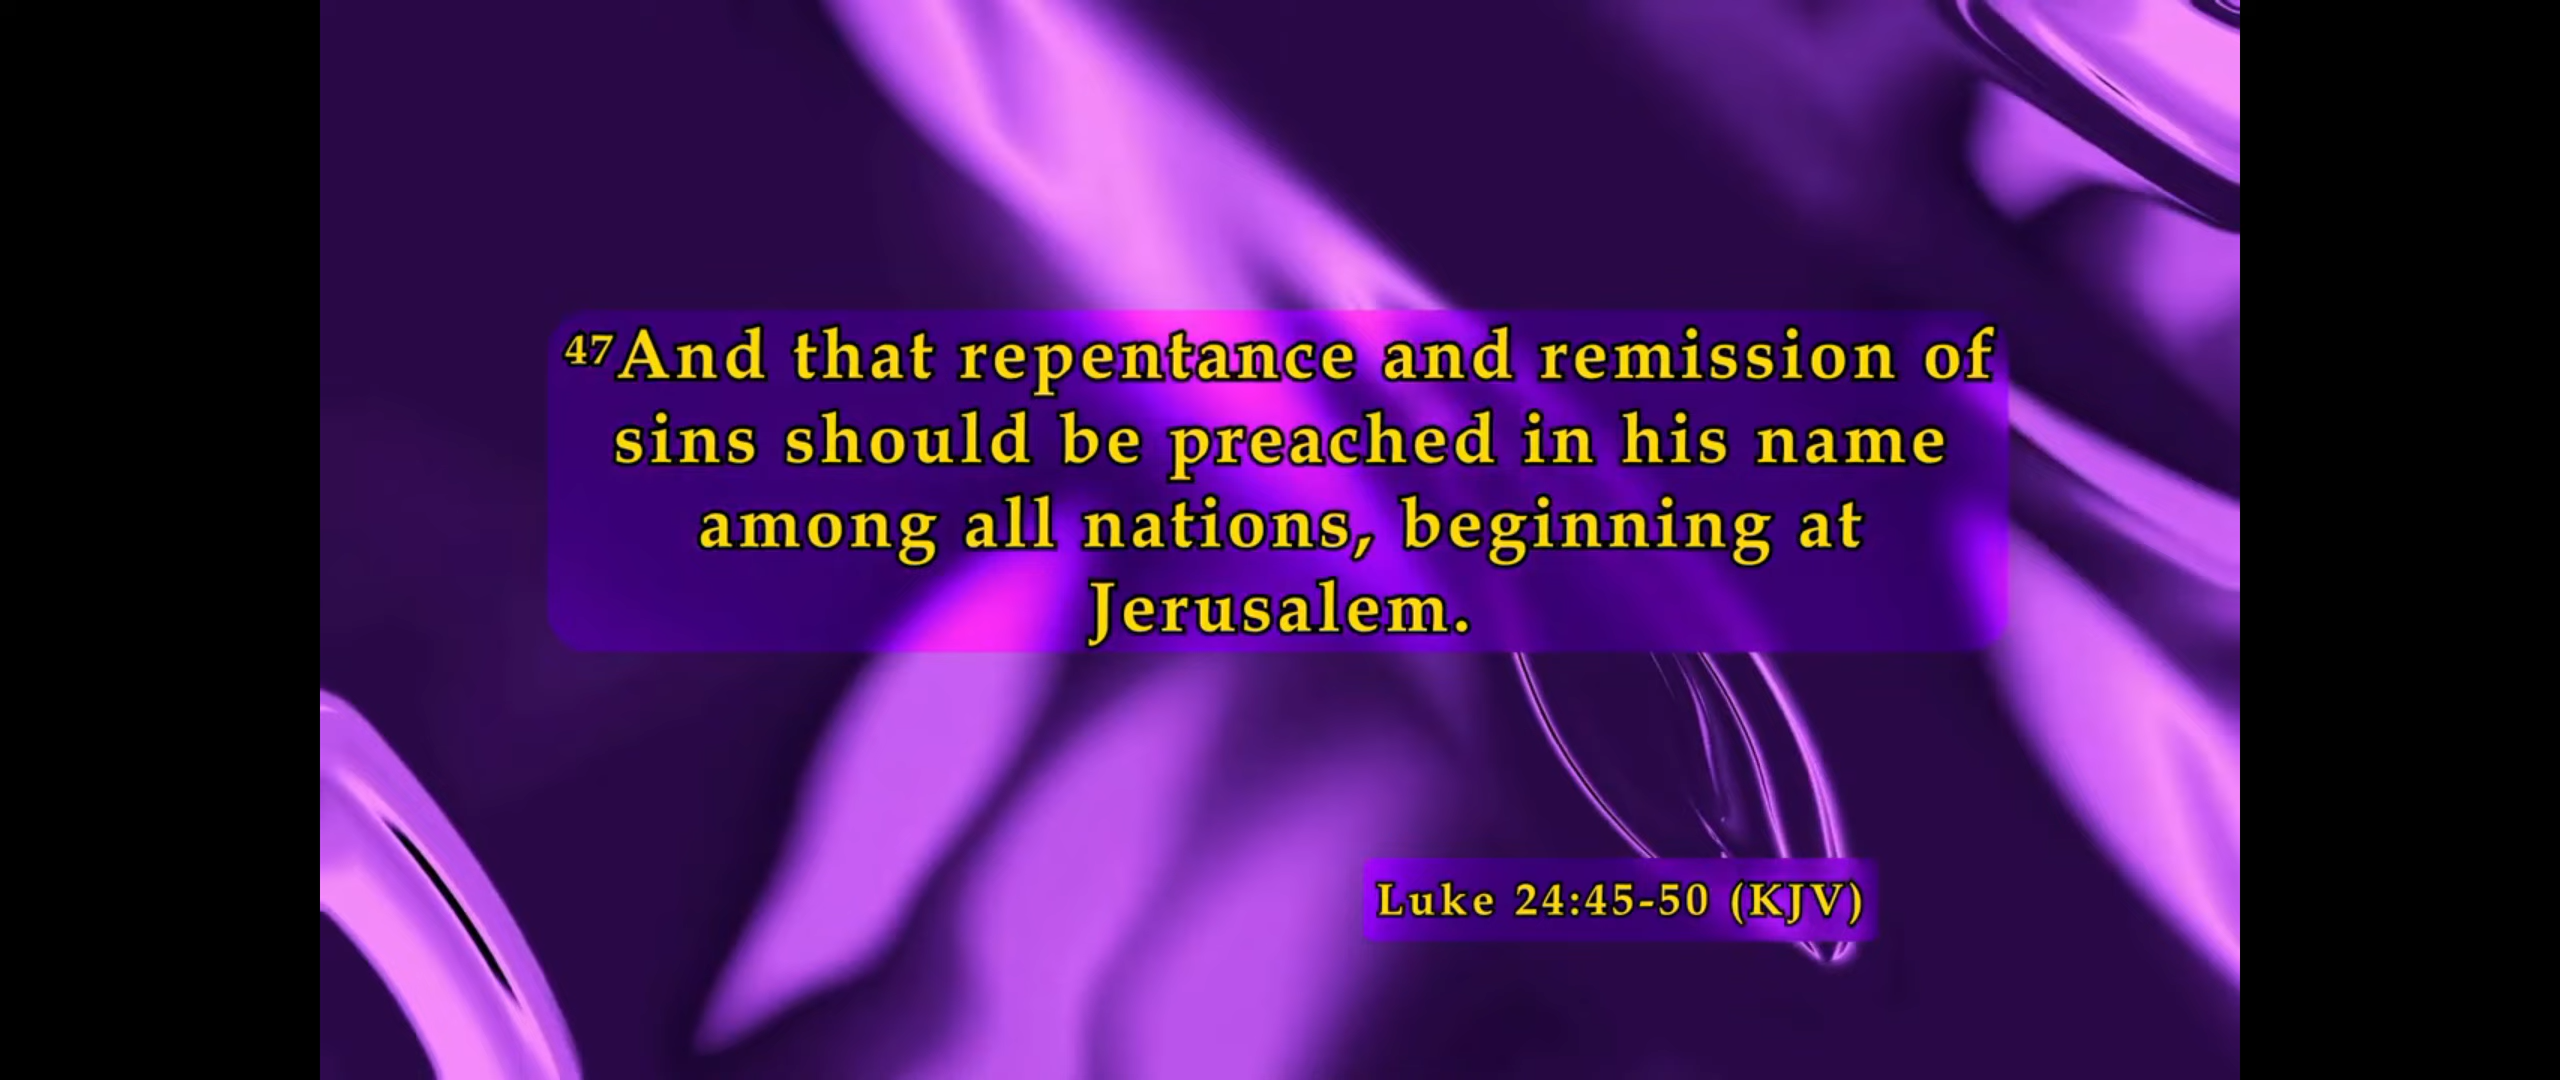 ⁴⁷And that repentance and remission of
sins should be preached in his name
among all nations, beginning at
Jerusalem.
Luke 24:45-50 (KJV)